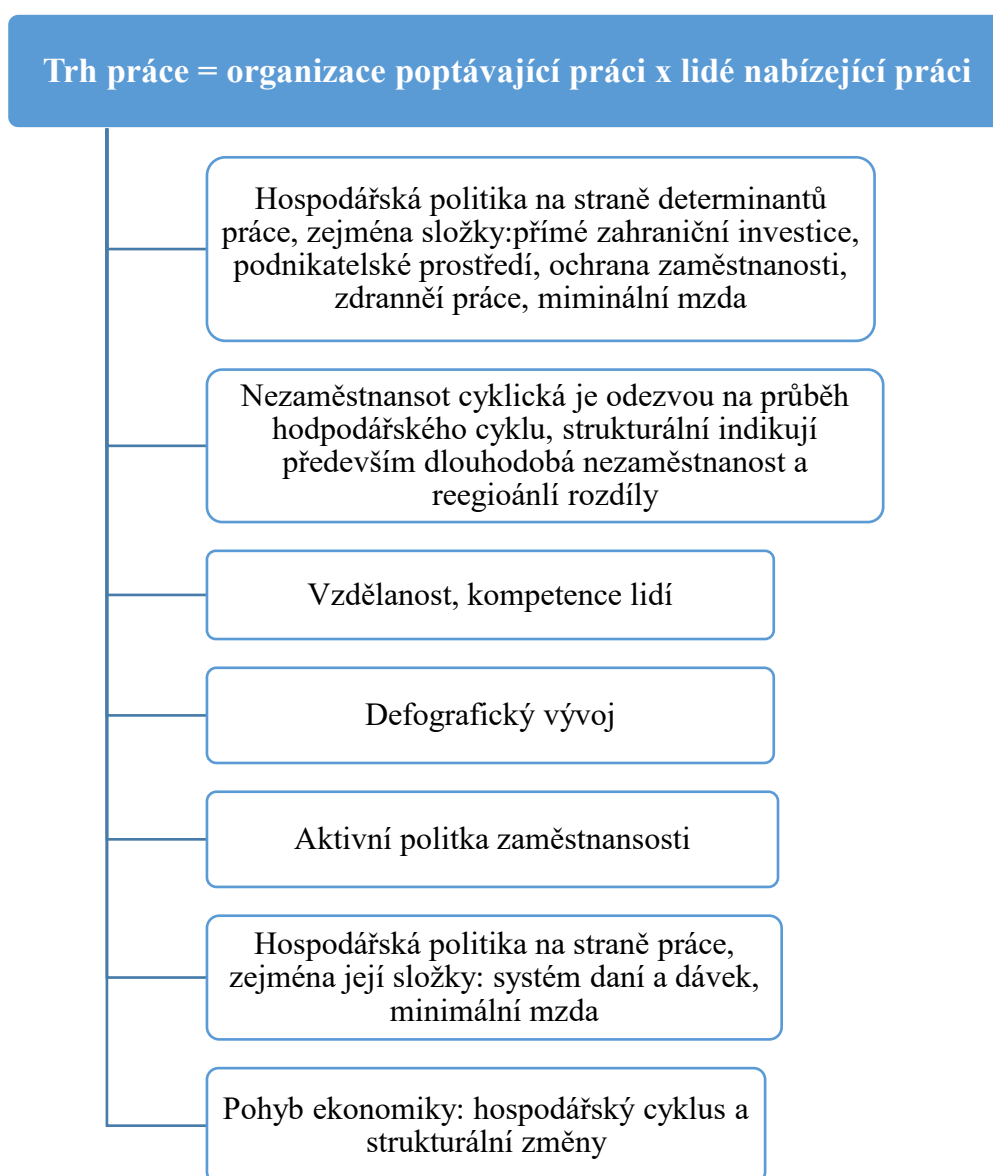 Trh práce = organizace poptávající práci x lidé nabízející práci
Hospodářská politika na straně determinantů
práce, zejména složky:přímé zahraniční investice,
podnikatelské prostředí, ochrana zaměstnanosti,
zdranněí práce, miminální mzda
Nezaměstnansot cyklická je odezvou na průběh
hodpodářského cyklu, strukturální indikují
především dlouhodobá nezaměstnanost a
reegioánlí rozdíly
Vzdělanost, kompetence lidí
Defografický vývoj
Aktivní politka zaměstnansosti
Hospodářská politika na straně práce,
zejména její složky: systém daní a dávek,
minimální mzda
Pohyb ekonomiky: hospodářský cyklus a
strukturální změny